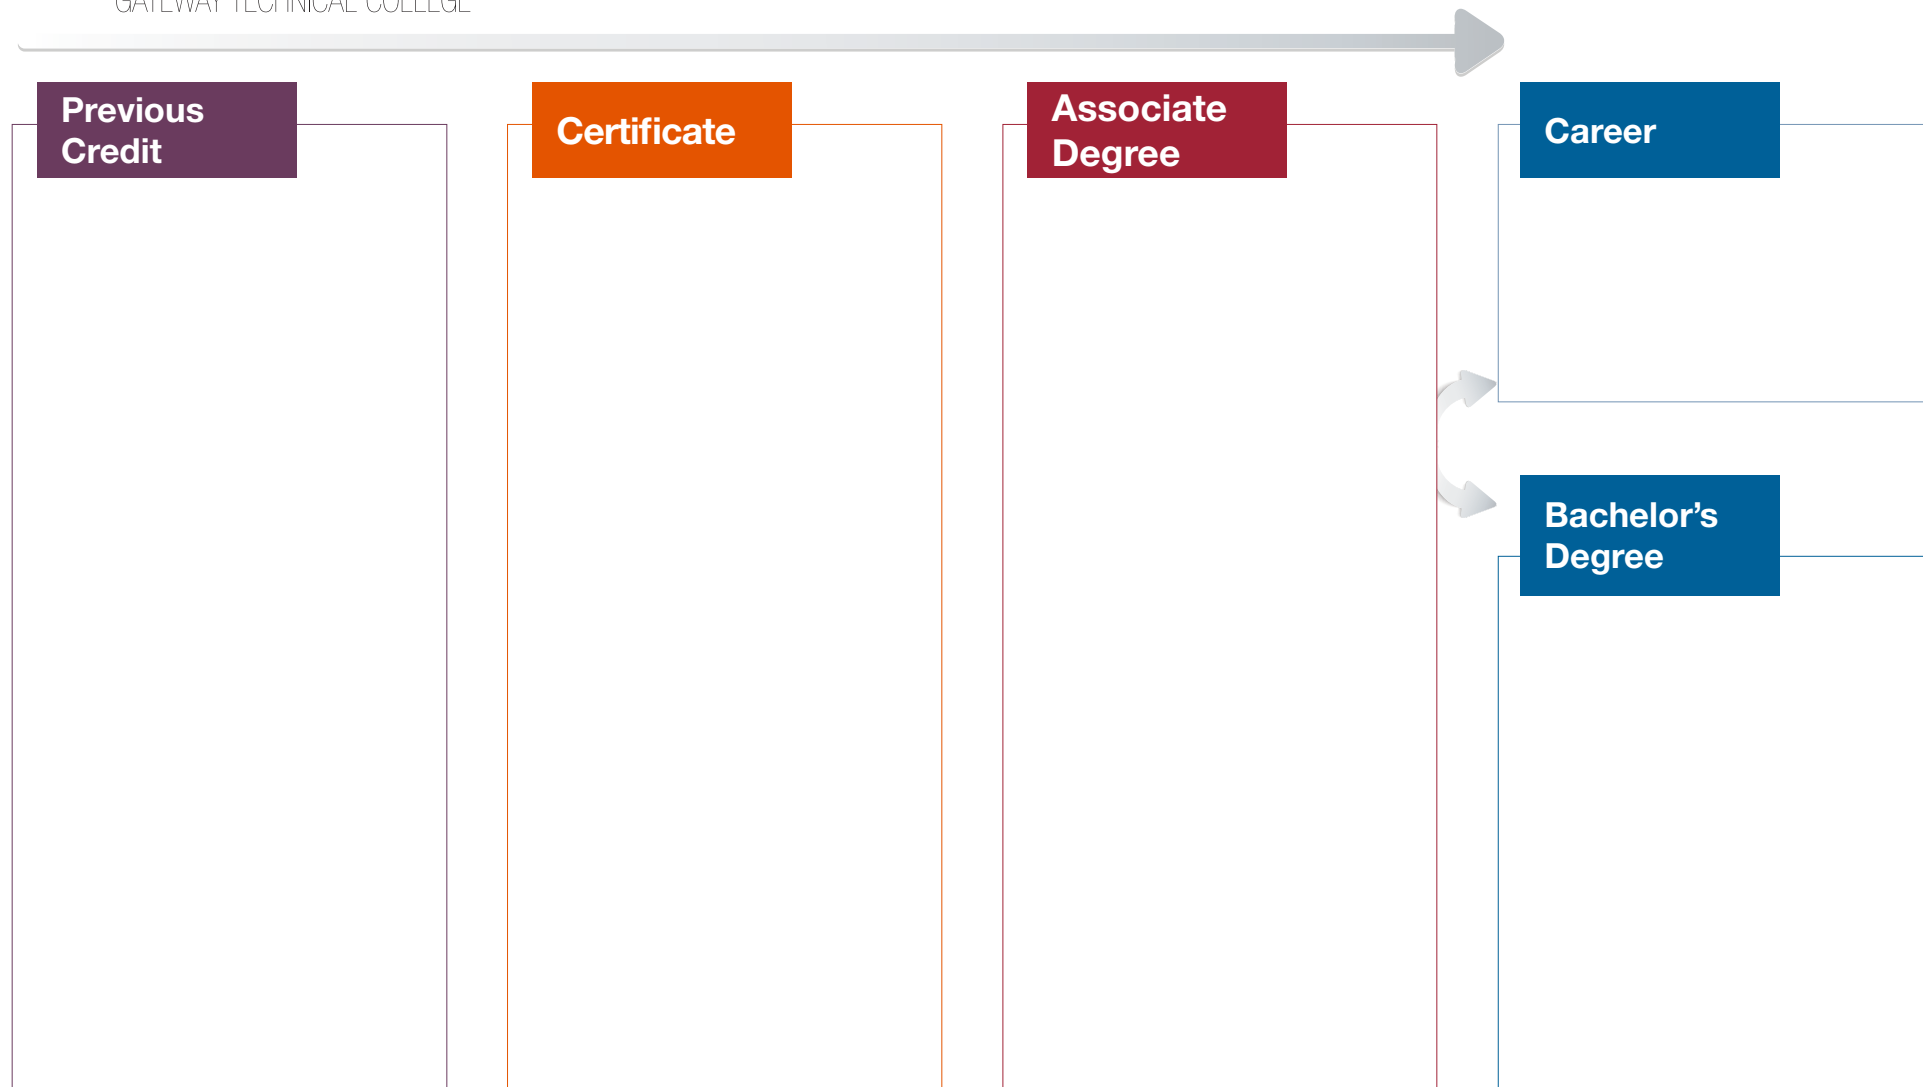 GATEWAY TECHNICAL COLLEGE
Previous
Credit
Certificate
Associate
Degree
Career
Bachelor’s
Degree